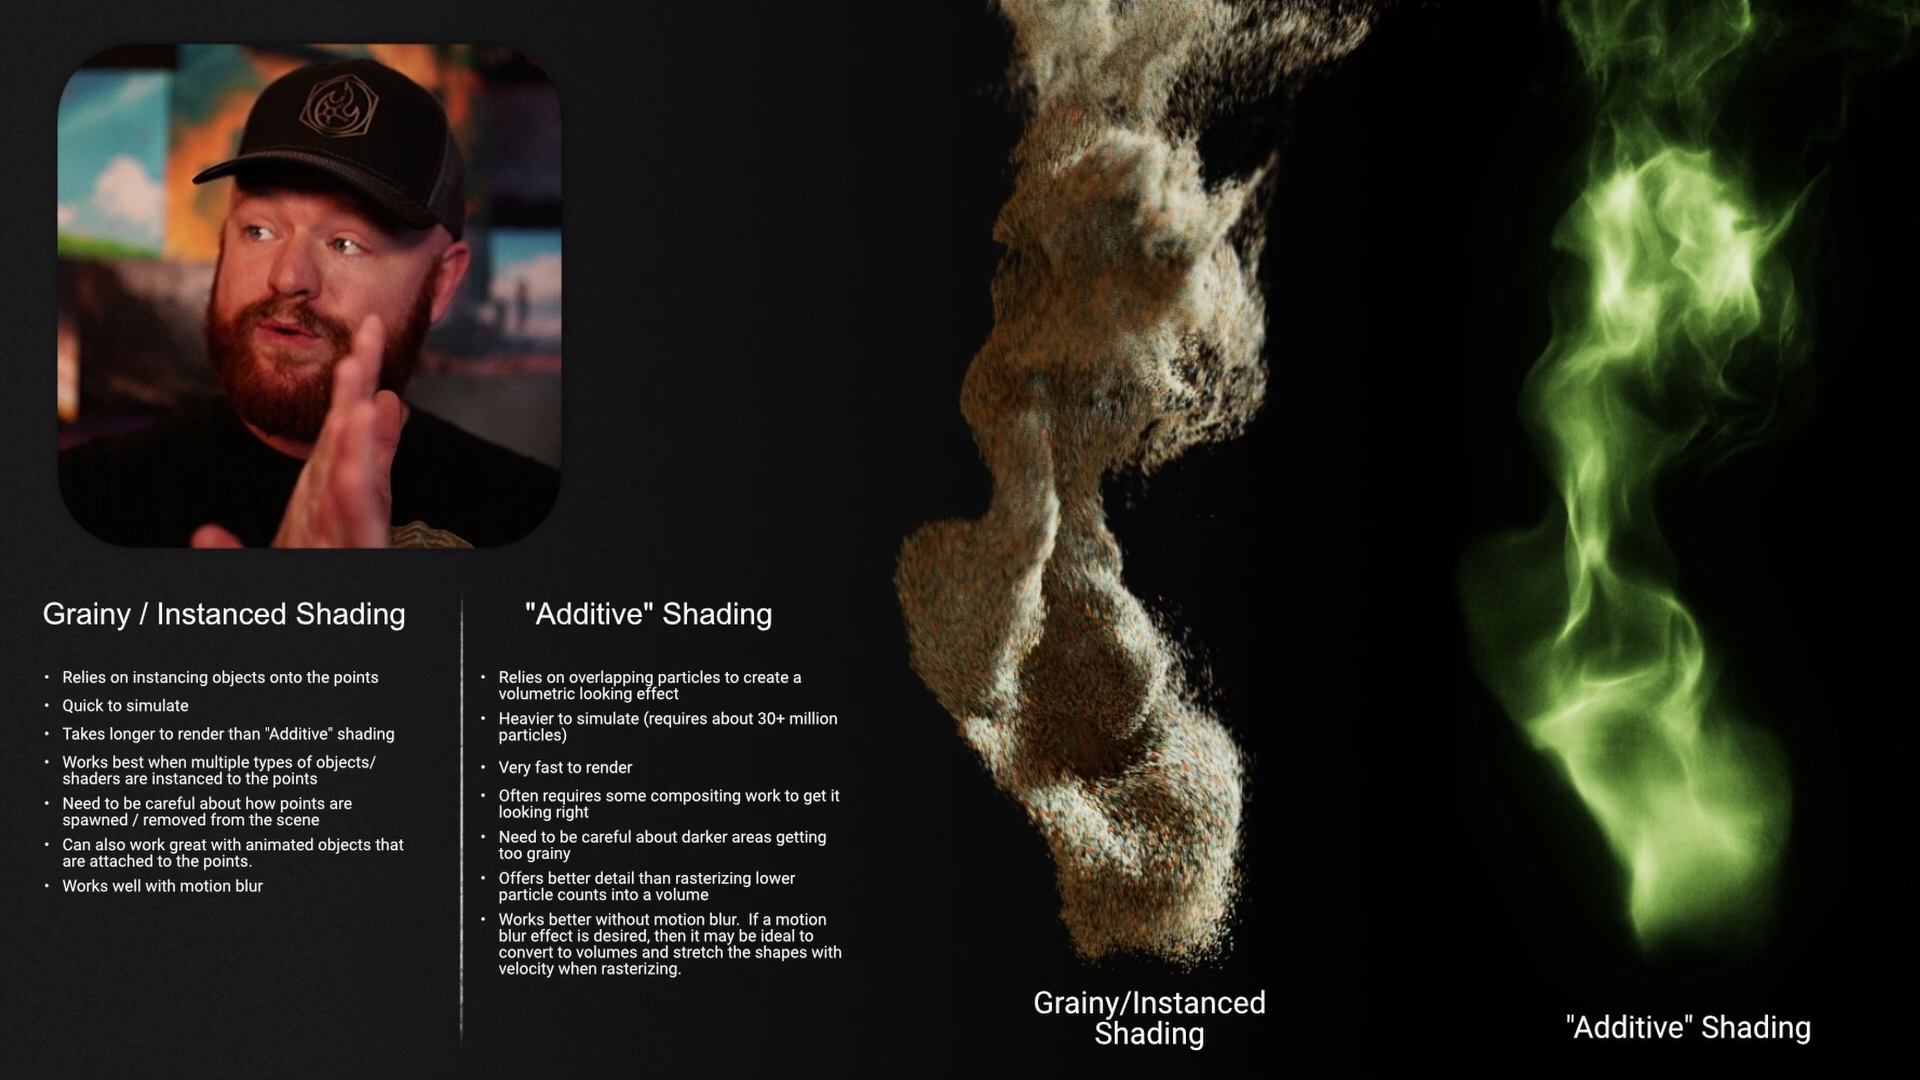 Grainy / Instanced Shading
• Relies on instancing objects onto the points
• Quick to simulate
• Takes longer to render than "Additive" shading
• Works best when multiple types of objects/
shaders are instanced to the points
• Need to be careful about how points are
spawned / removed from the scene
• Can also work great with animated objects that
are attached to the points.
• Works well with motion blur
"Additive" Shading
• Relies on overlapping particles to create a
volumetric looking effect
• Heavier to simulate (requires about 30+ million
particles)
• Very fast to render
• Often requires some compositing work to get it
looking right
• Need to be careful about darker areas getting
too grainy
• Offers better detail than rasterizing lower
particle counts into a volume
• Works better without motion blur.  If a motion
blur effect is desired, then it may be ideal to
convert to volumes and stretch the shapes with
velocity when rasterizing.
Grainy/Instanced
Shading
"Additive" Shading